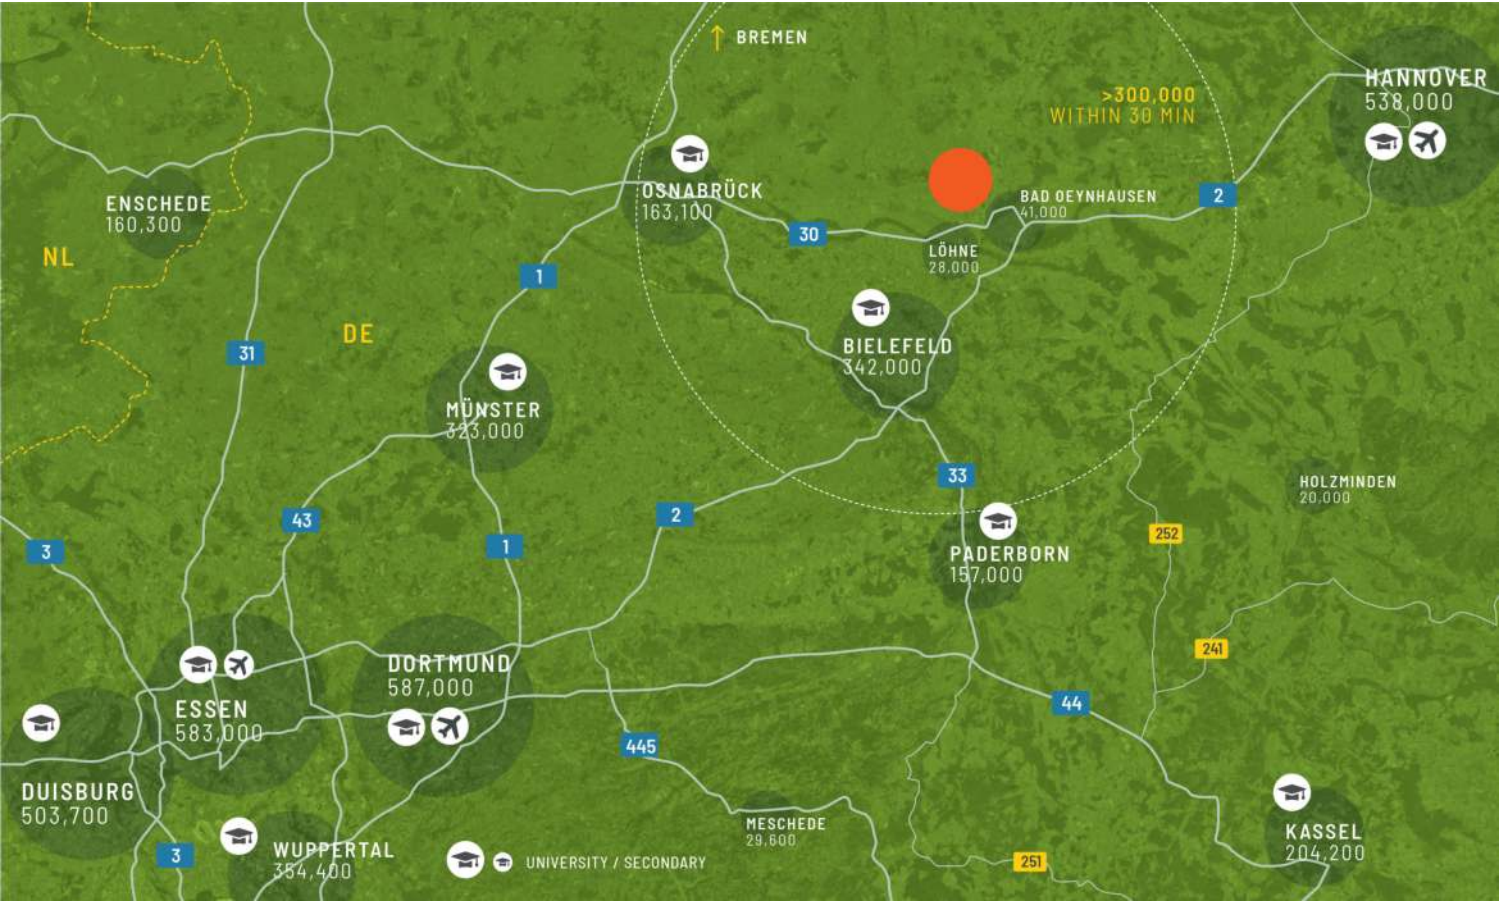 BREMEN
HANNOVER
538,000
>300,000
WITHIN 30 MIN
OSNABRÜCK
163,100
BAD OEYNHAUSEN
41,000
2
ENSCHEDE
160,300
30
LÖHNE
28,000
NL
1
DE
31
BIELEFELD
342,000
MÜNSTER
323,000
33
HOLZMINDEN
20,000
43
2
252
3
1
PADERBORN
157,000
241
DORTMUND
587,000
ESSEN
583,000
44
445
DUISBURG
503,700
MESCHEDE
29,600
KASSEL
204,200
WUPPERTAL
354,400
3
UNIVERSITY / SECONDARY
251